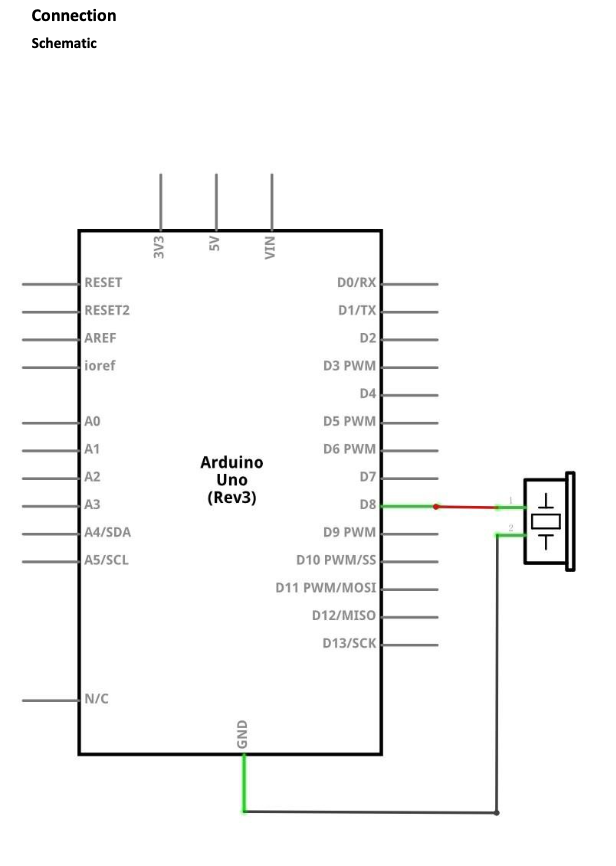 Connection
Schematic
3V3
5V
VIN
RESET
RESET2
AREF
ioref
A0
A1
A2
A3
A4/SDA
A5/SCL
N/C
Arduino
Uno
(Rev3)
D0/RX
D1/TX
D2
D3 PWM
D4
D5 PWM
D6 PWM
D7
D8
D9 PWM
D10 PWM/SS
D11 PWM/MOSI
D12/MISO
D13/SCK
GND
1
2